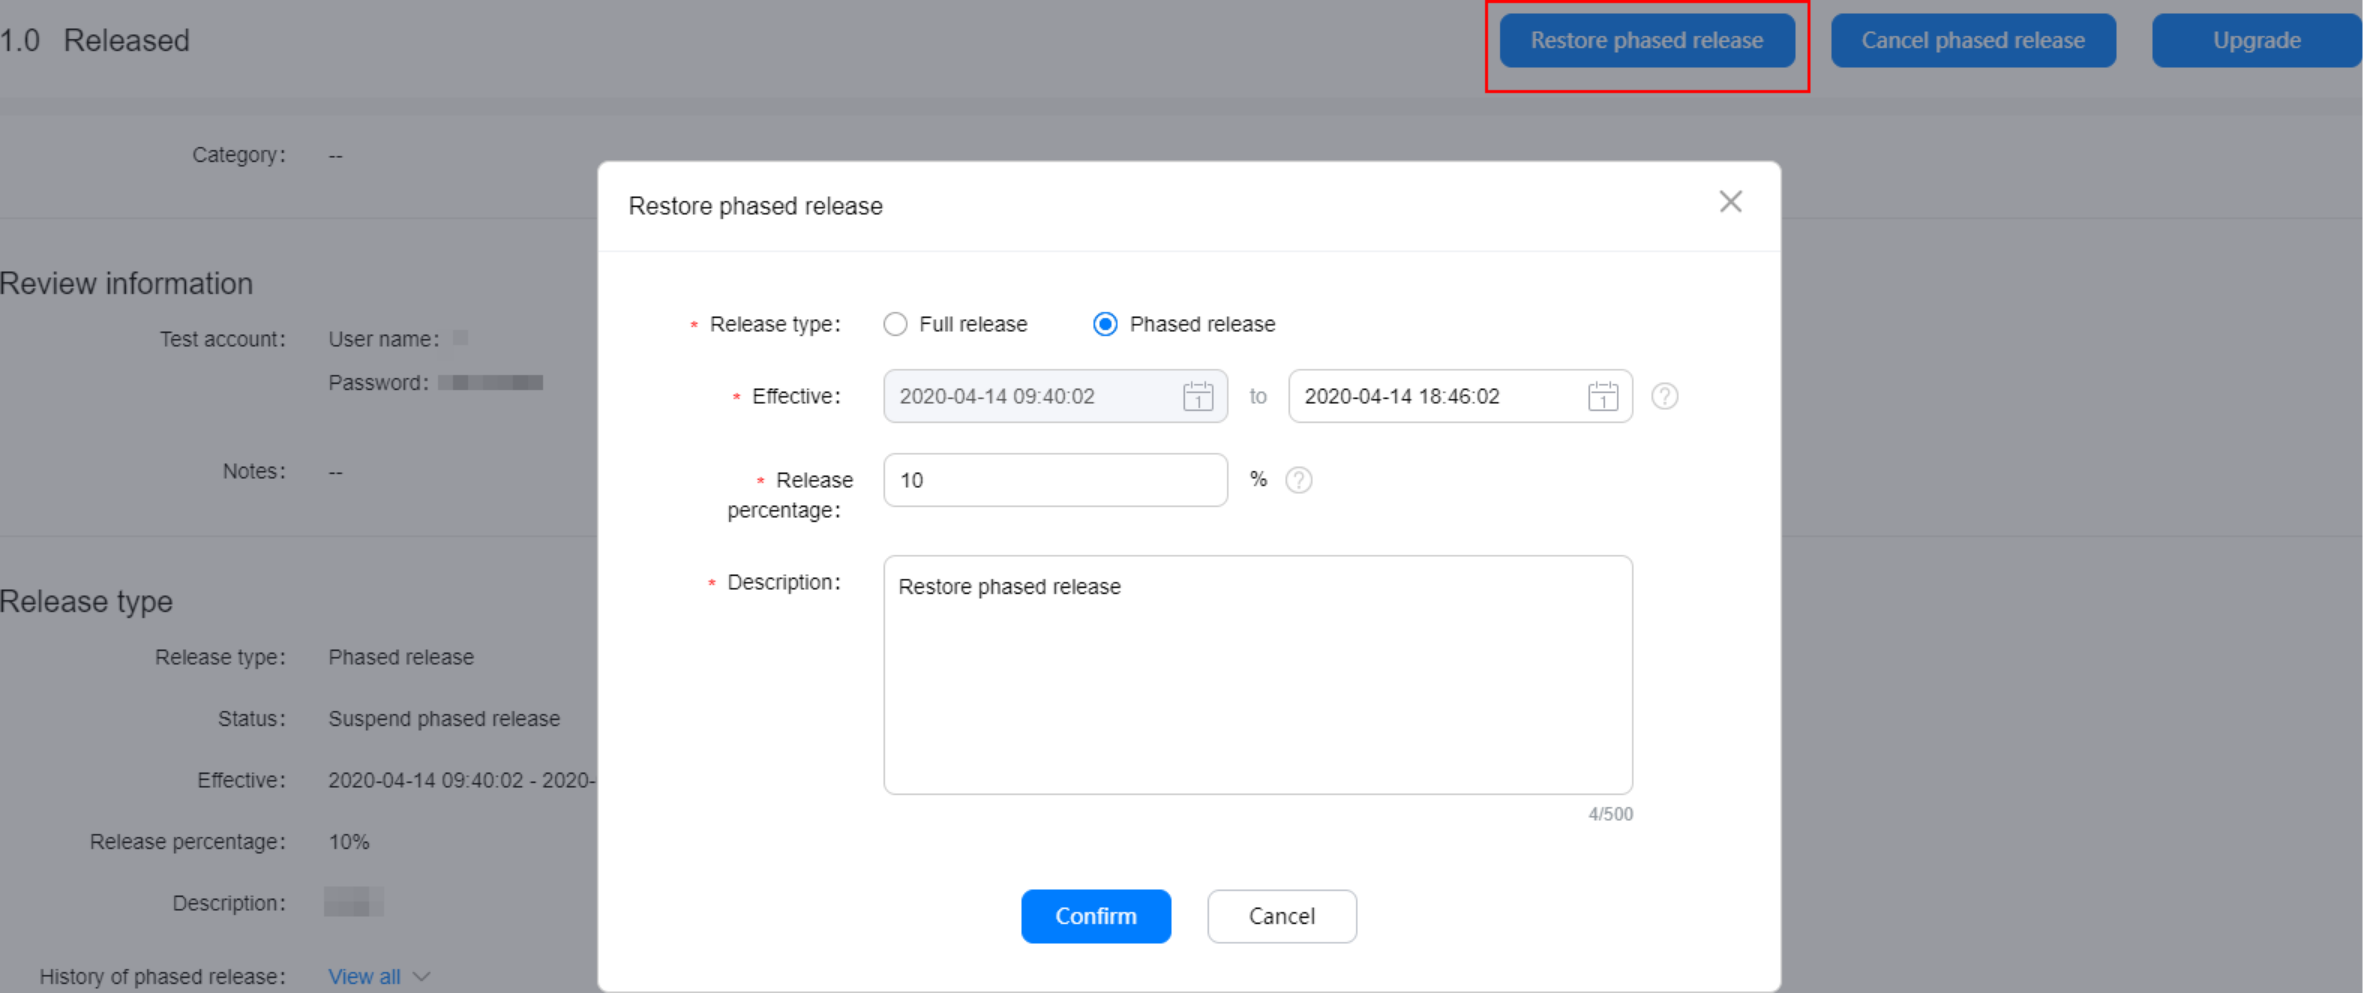 1.0 Released
Restore phased release
Cancel phased release
Upgrade
Category: --
Review information
Test account: User name:
Password:
Notes: --
Release type
Release type: Phased release
Status: Suspend phased release
Effective: 2020-04-14 09:40:02 - 2020-
Release percentage: 10%
Description:
History of phased release: View all
Restore phased release
* Release type: Full release Phased release
* Effective: 2020-04-14 09:40:02 to 2020-04-14 18:46:02 ?
* Release
percentage: 10 % ?
* Description: Restore phased release
4/500
Confirm Cancel